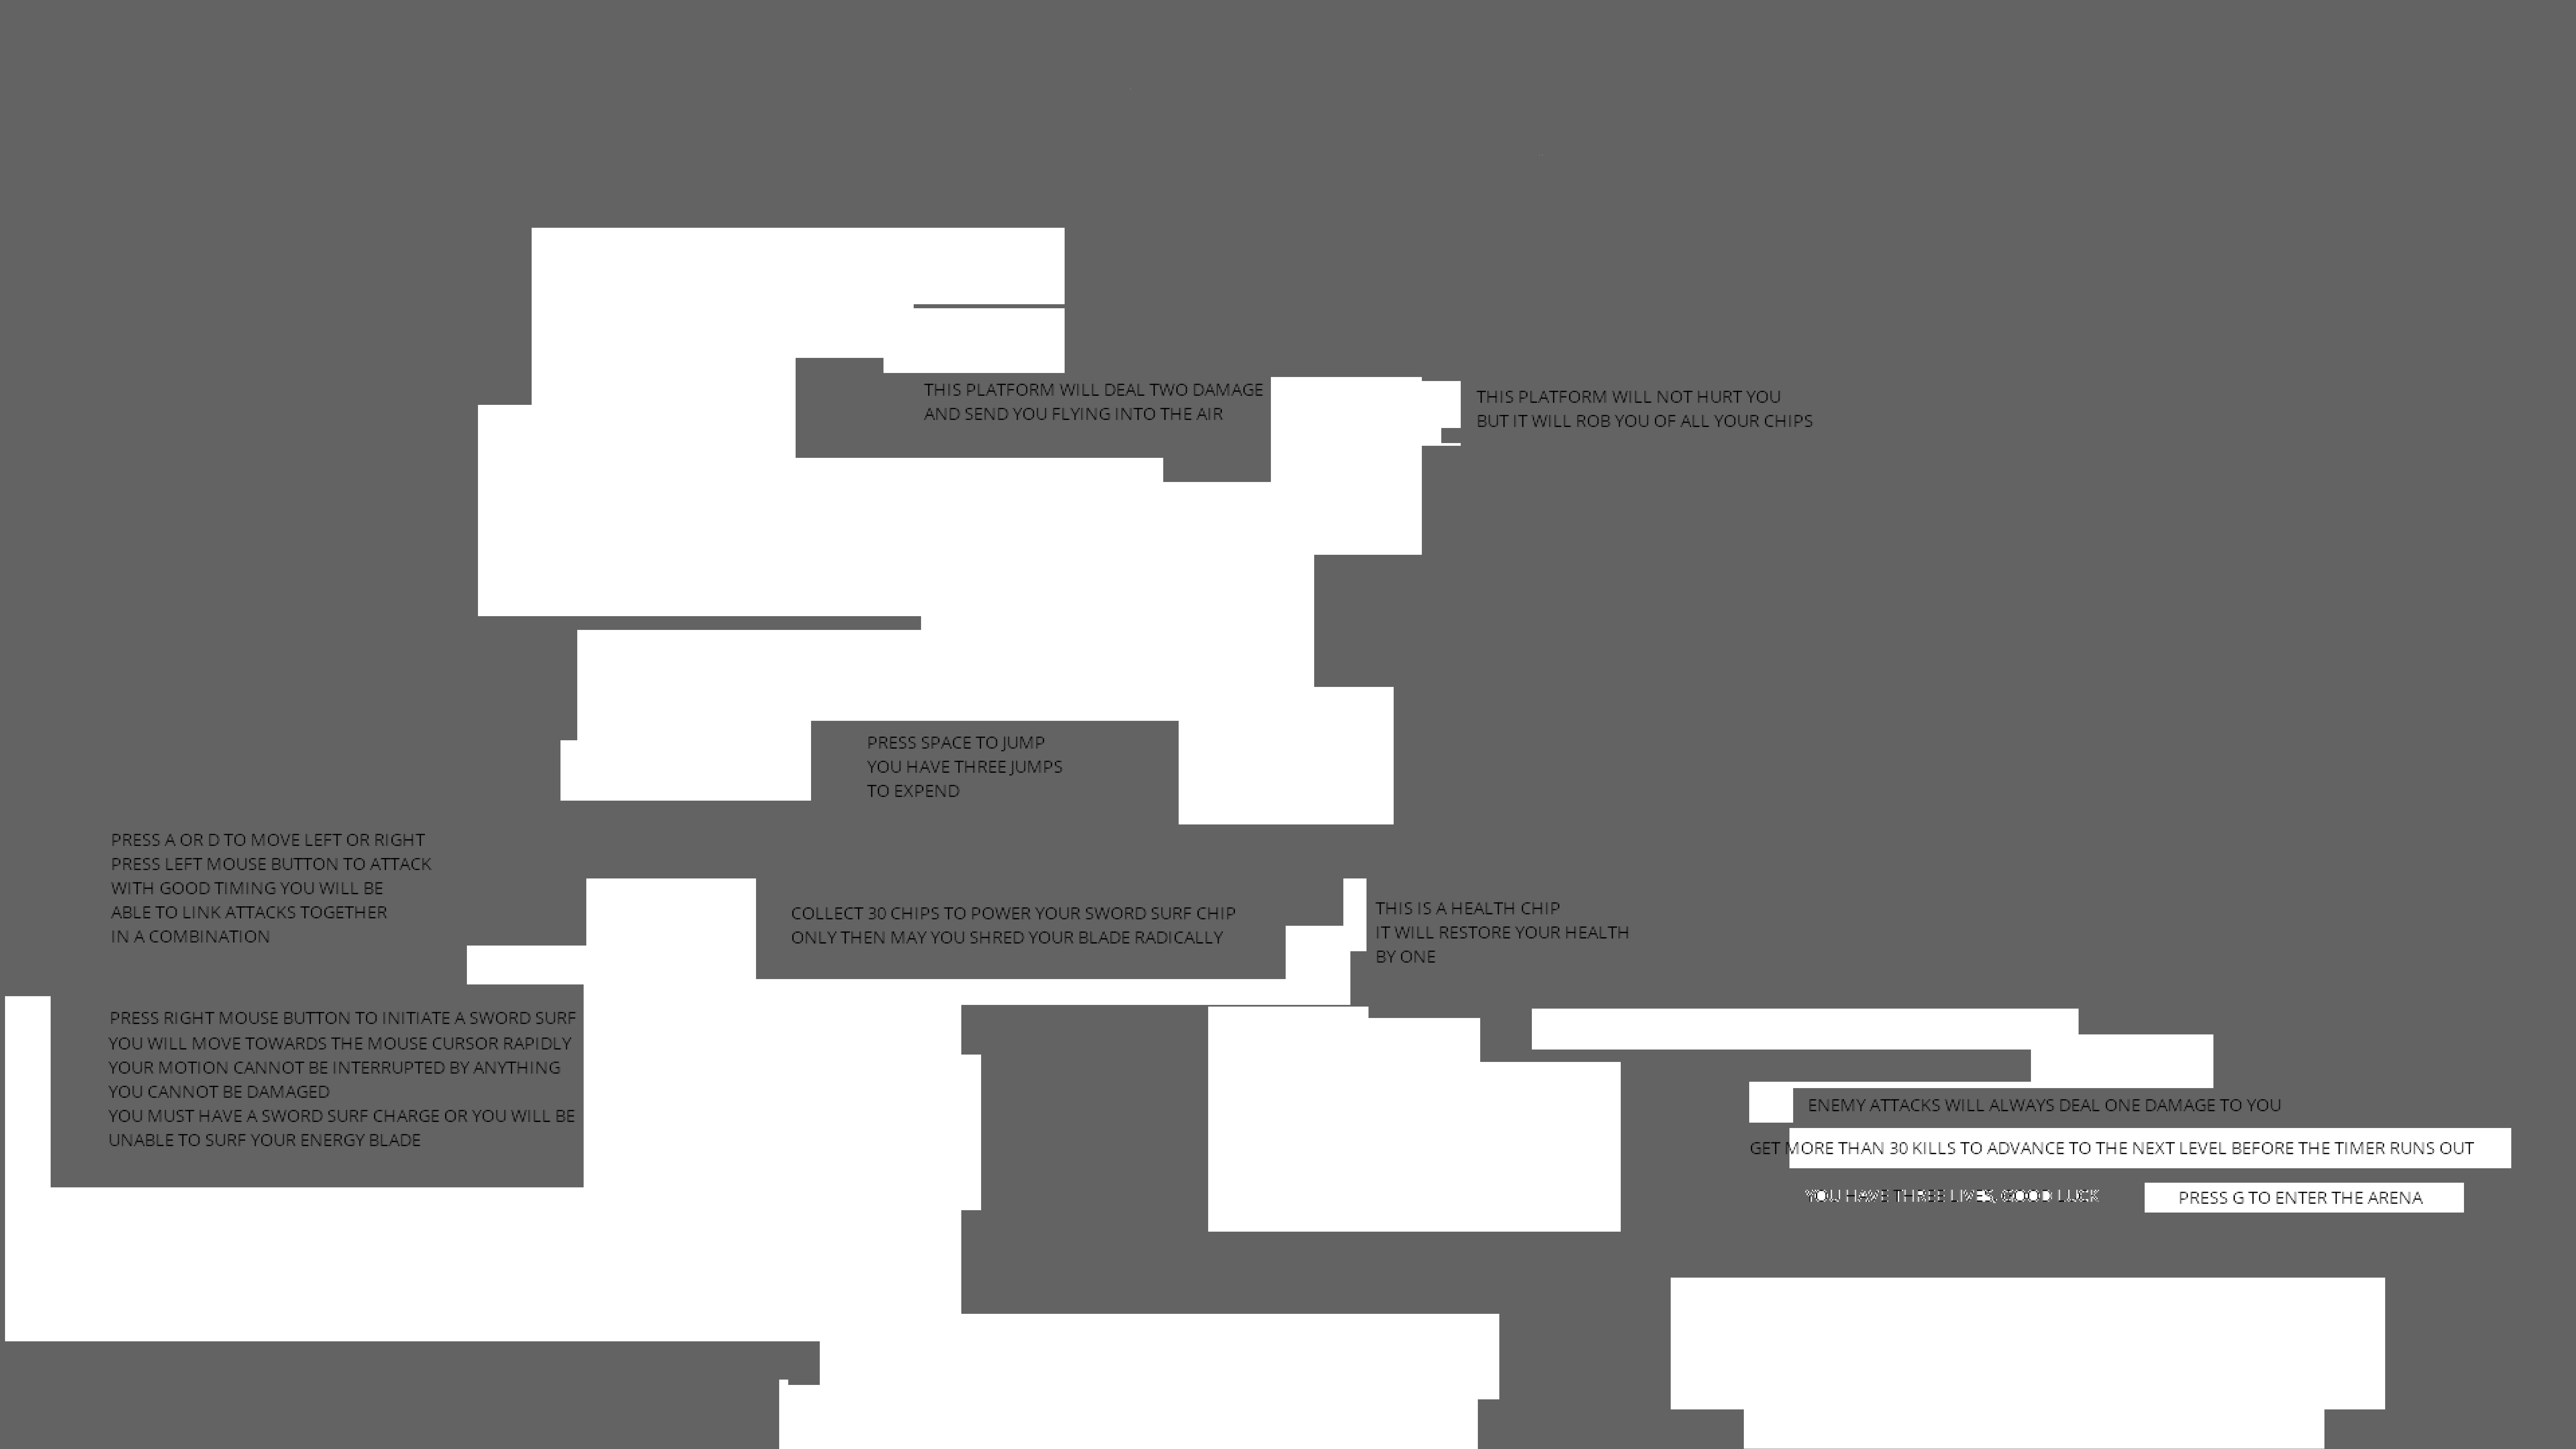 THIS PLATFORM WILL DEAL TWO DAMAGE
AND SEND YOU FLYING INTO THE AIR
THIS PLATFORM WILL NOT HURT YOU
BUT IT WILL ROB YOU OF ALL YOUR CHIPS
PRESS SPACE TO JUMP
YOU HAVE THREE JUMPS
TO EXPEND
PRESS A OR D TO MOVE LEFT OR RIGHT
PRESS LEFT MOUSE BUTTON TO ATTACK
WITH GOOD TIMING YOU WILL BE
ABLE TO LINK ATTACKS TOGETHER
IN A COMBINATION
COLLECT 30 CHIPS TO POWER YOUR SWORD SURF CHIP
ONLY THEN MAY YOU SHRED YOUR BLADE RADICALLY
THIS IS A HEALTH CHIP
IT WILL RESTORE YOUR HEALTH
BY ONE
PRESS RIGHT MOUSE BUTTON TO INITIATE A SWORD SURF
YOU WILL MOVE TOWARDS THE MOUSE CURSOR RAPIDLY
YOUR MOTION CANNOT BE INTERRUPTED BY ANYTHING
YOU CANNOT BE DAMAGED
YOU MUST HAVE A SWORD SURF CHARGE OR YOU WILL BE
UNABLE TO SURF YOUR ENERGY BLADE
ENEMY ATTACKS WILL ALWAYS DEAL ONE DAMAGE TO YOU
GET MORE THAN 30 KILLS TO ADVANCE TO THE NEXT LEVEL BEFORE THE TIMER RUNS OUT
YOU HAVE THREE LIVES, GOOD LUCK
PRESS G TO ENTER THE ARENA